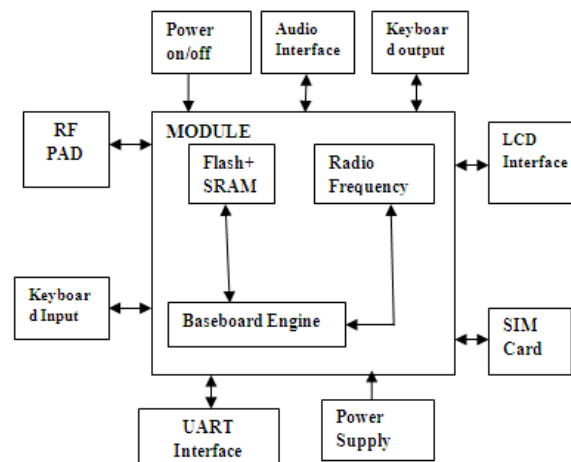 Power
on/off
Audio
Interface
Keyboar
d output
RF
PAD
MODULE
Flash+
SRAM
Radio
Frequency
LCD
Interface
Keyboar
d Input
Baseboard Engine
SIM
Card
UART
Interface
Power
Supply